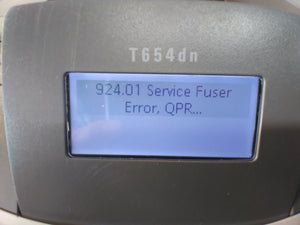 T654dn
924.01 Service Fuser
Error, QPR...